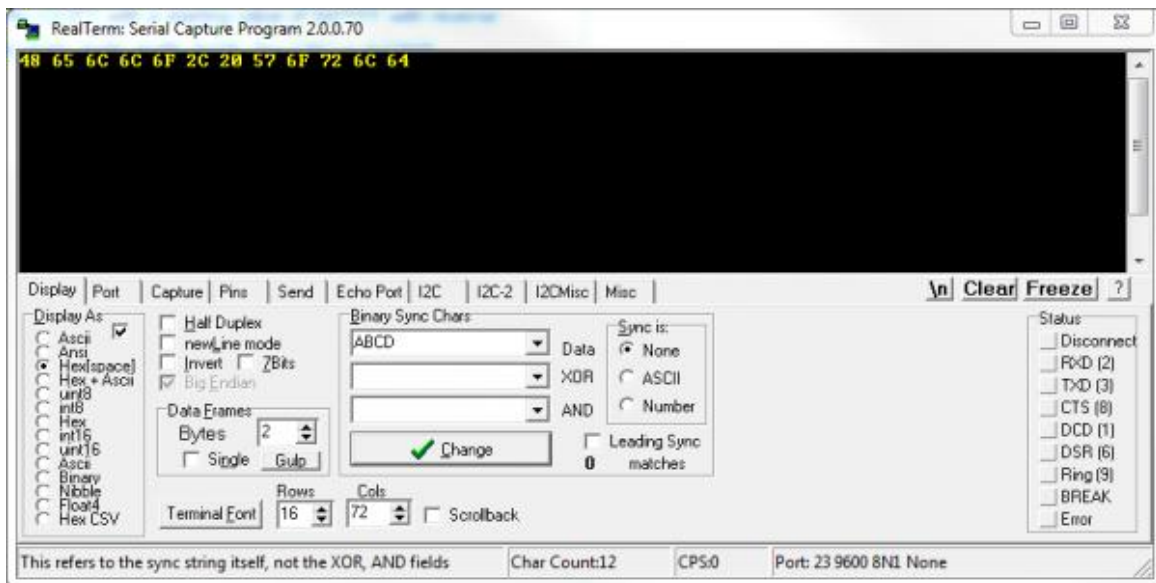 RealTerm: Serial Capture Program 2.0.0.70
48 65 6C 6C 6F 2C 20 57 6F 72 6C 64
Display Port Capture Pins Send Echo Port I2C I2C-2 I2CMisc Misc \n Clear Freeze ?
Display As
Ascii
Ansi
Hex[space]
Hex + Ascii
uint8
int8
Hex
int16
uint16
Ascii
Binary
Nibble
Float4
Hex CSV
Half Duplex
newLine mode
Invert 7Bits
Big Endian
Data Frames
Bytes 2
Single Gulp
Rows Cols
Terminal Font 16 72 Scrollback
Binary Sync Chars
ABCD Data
XOR
AND
Change
Sync is:
None
ASCII
Number
Leading Sync
0 matches
Status
Disconnect
RXD (2)
TXD (3)
CTS (8)
DCD (1)
DSR (6)
Ring (9)
BREAK
Error
This refers to the sync string itself, not the XOR, AND fields Char Count:12 CPS:0 Port: 23 9600 8N1 None